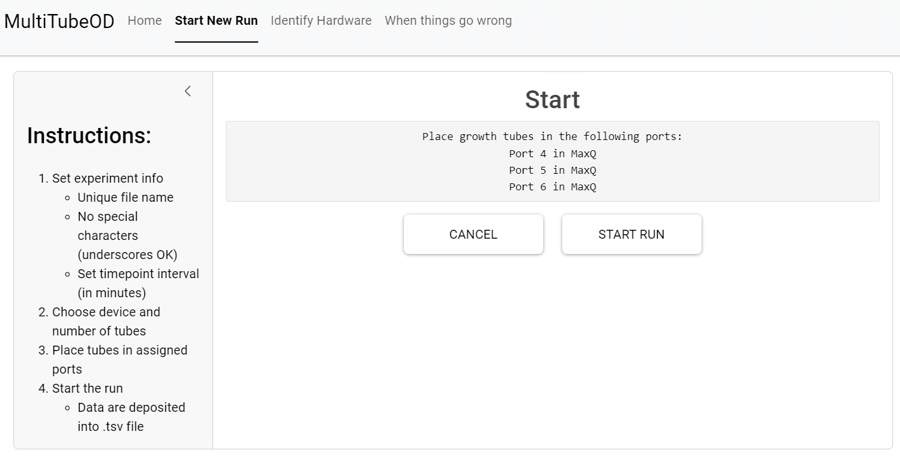 MultiTubeOD Home Start New Run Identify Hardware When things go wrong
Instructions:
1. Set experiment info
Unique file name
No special
characters
(underscores OK)
Set timepoint interval
(in minutes)
2. Choose device and
number of tubes
3. Place tubes in assigned
ports
4. Start the run
Data are deposited
into .tsv file
Start
Place growth tubes in the following ports:
Port 4 in MaxQ
Port 5 in MaxQ
Port 6 in MaxQ
CANCEL START RUN